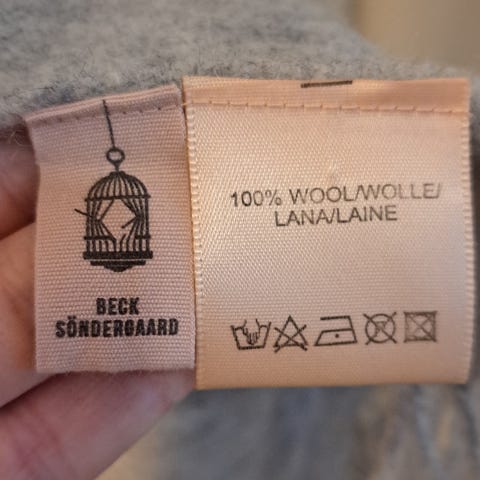 BECK
SÖNDERGAARD
100% WOOL/WOLLE/
LANA/LAINE